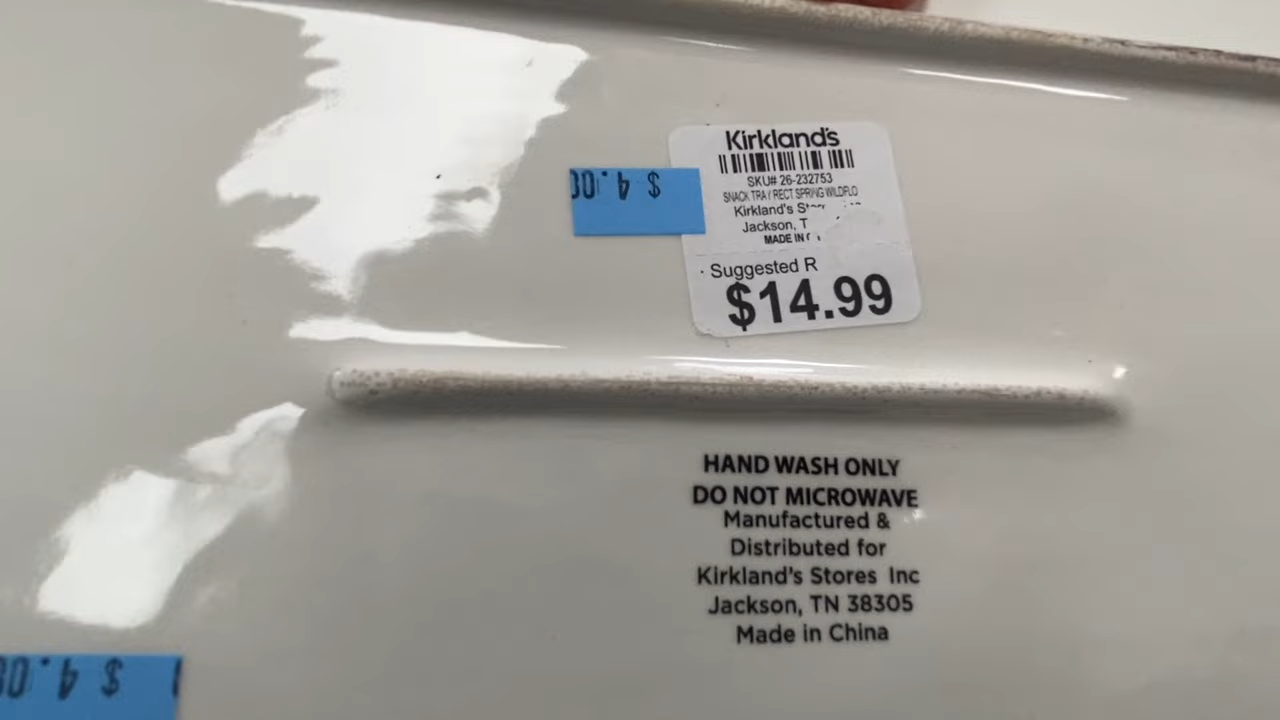 Kirkland's
SKU# 26-232753
SNACK TRAY RECT SPRING WILDFLO
Kirkland's
Jackson,
MADE IN
$ 4.00
Suggested R
$14.99
HAND WASH ONLY
DO NOT MICROWAVE
Manufactured &
Distributed for
Kirkland's Stores Inc
Jackson, TN 38305
Made in China
$ 4.00